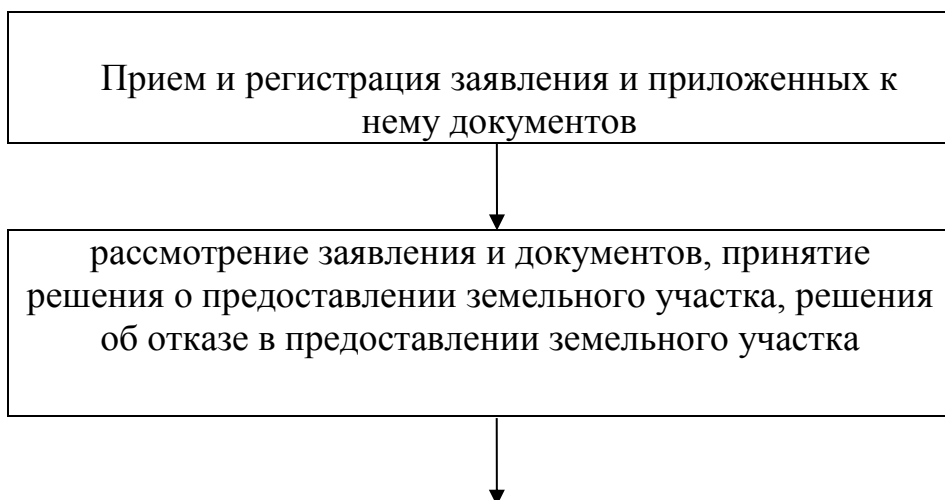 Прием и регистрация заявления и приложенных к
нему документов
рассмотрение заявления и документов, принятие
решения о предоставлении земельного участка, решения
об отказе в предоставлении земельного участка